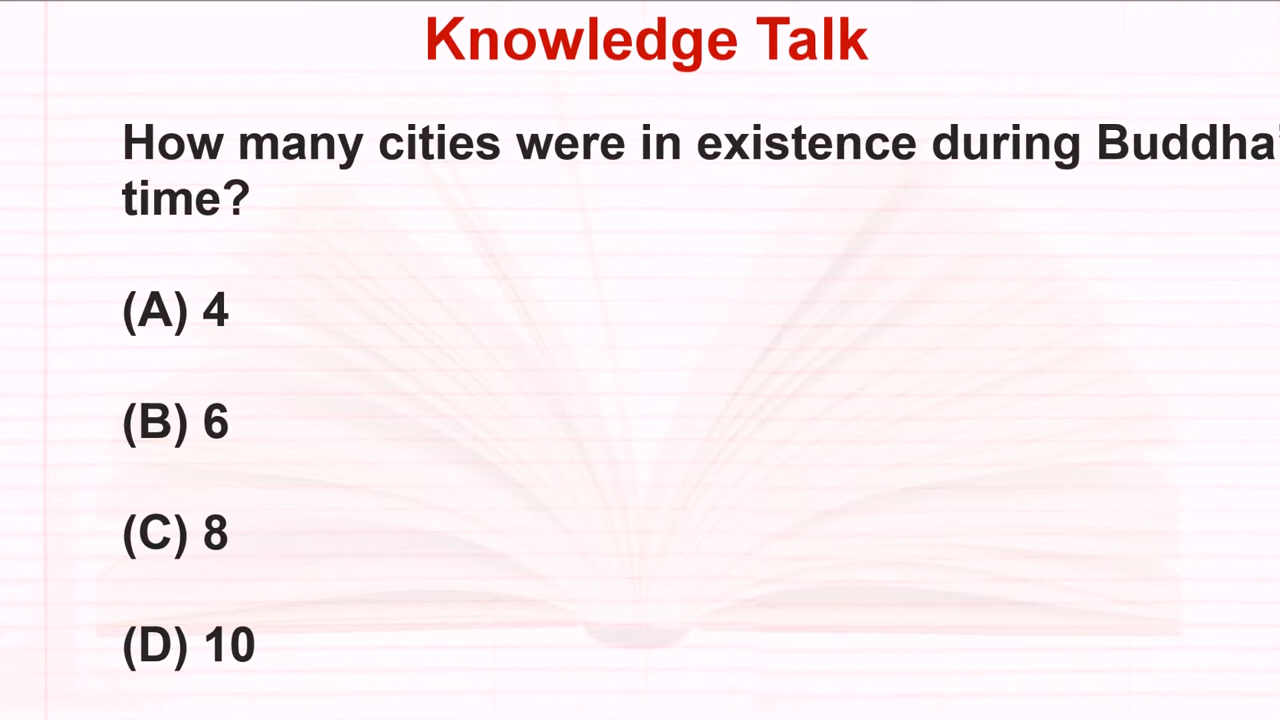 Knowledge Talk
How many cities were in existence during Buddha'
time?
(A) 4
(B) 6
(C) 8
(D) 10